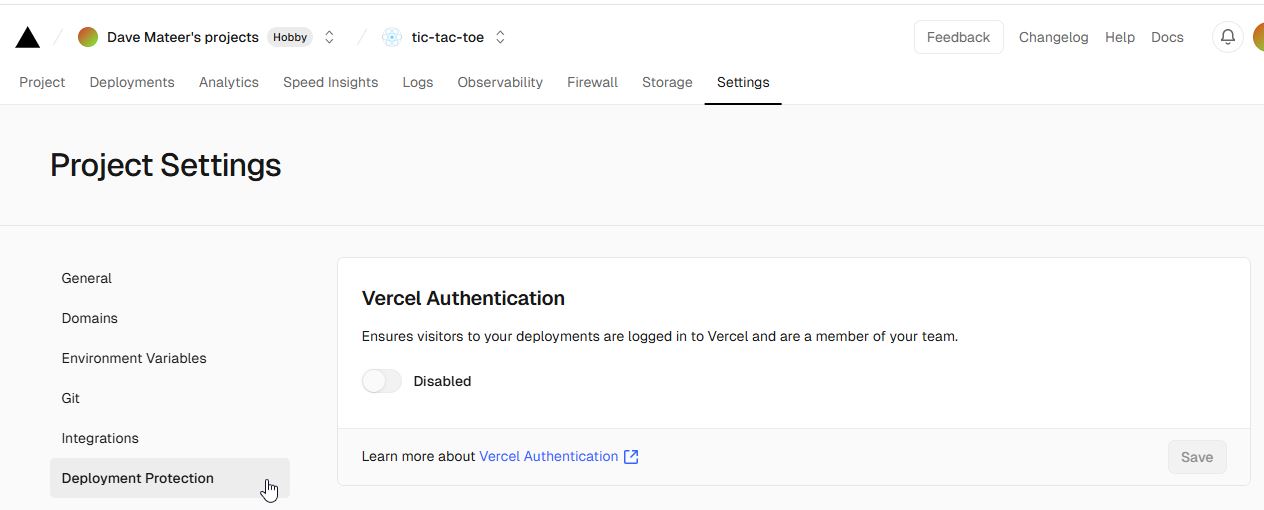 Dave Mateer's projects Hobby tic-tac-toe Feedback Changelog Help Docs
Project Deployments Analytics Speed Insights Logs Observability Firewall Storage Settings
Project Settings
General
Domains
Environment Variables
Git
Integrations
Deployment Protection
Vercel Authentication
Ensures visitors to your deployments are logged in to Vercel and are a member of your team.
Disabled
Learn more about Vercel Authentication Save